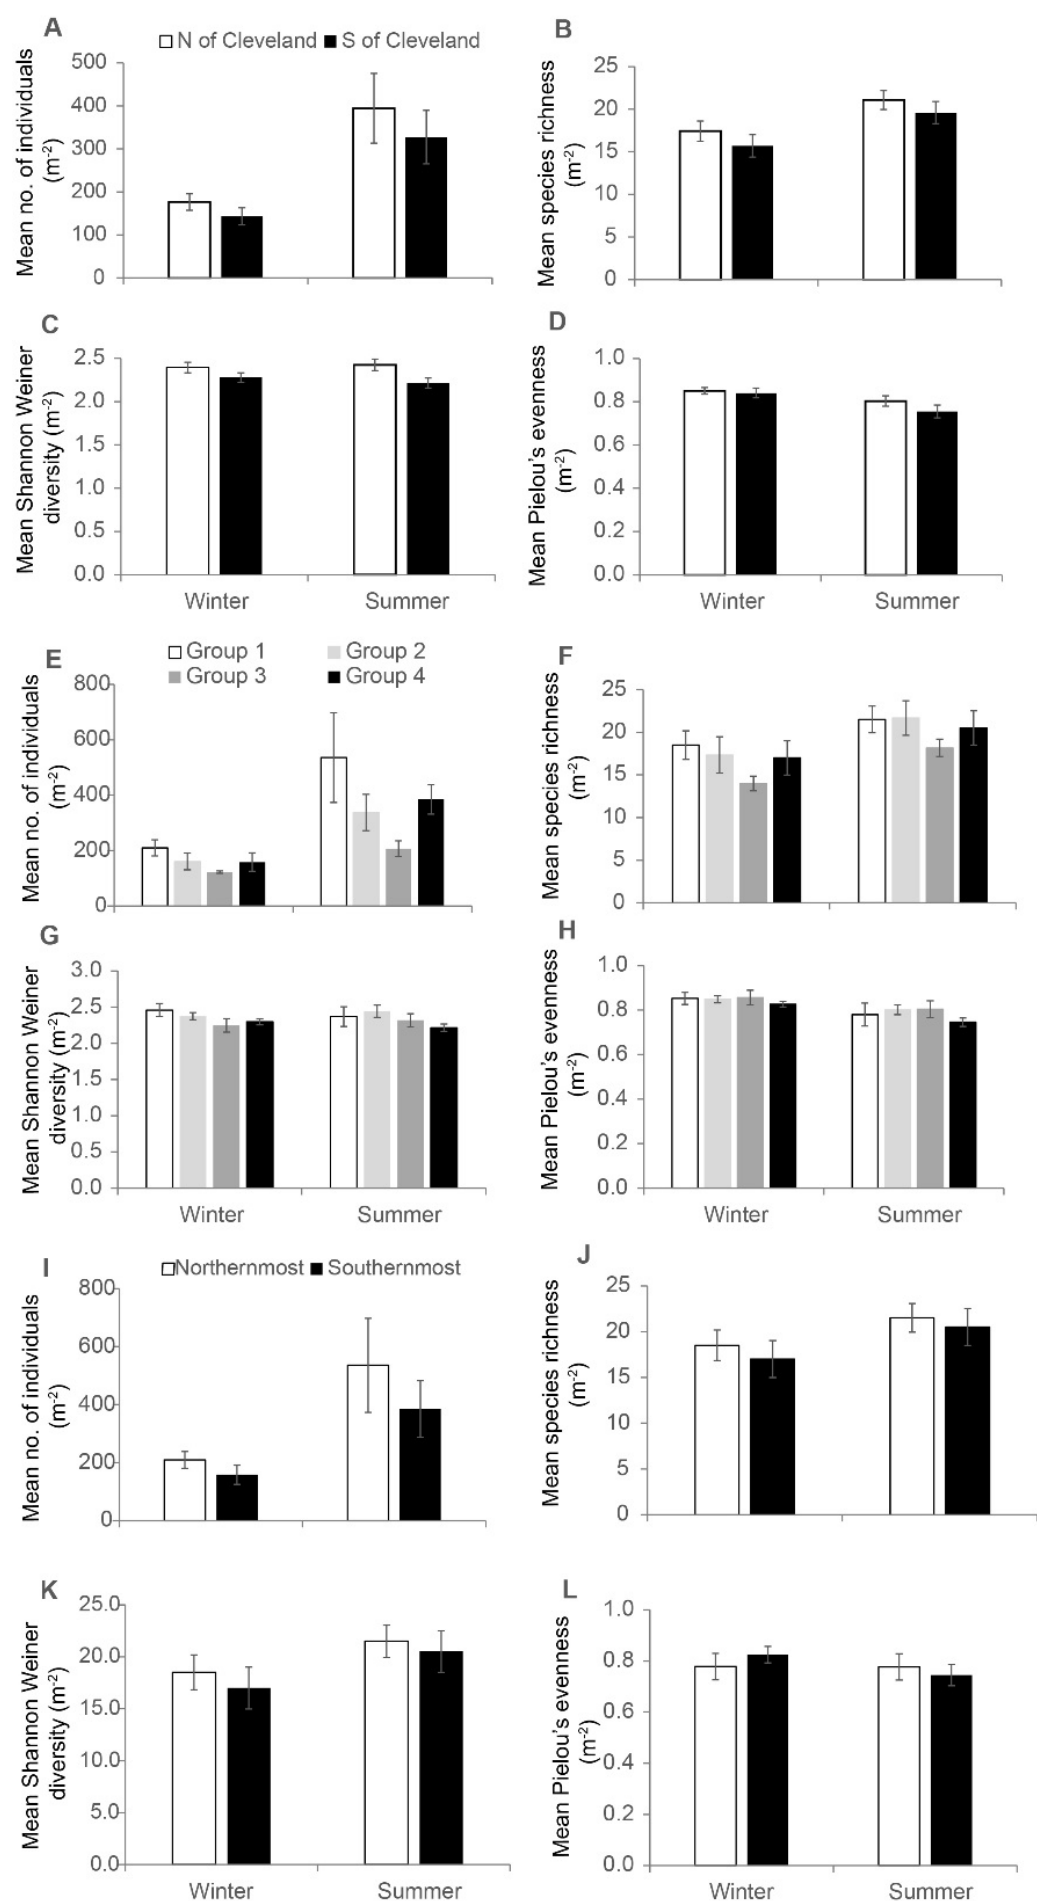 A
N of Cleveland S of Cleveland
Mean no. of individuals
(m-2)
500
400
300
200
100
0
B
Mean species richness
(m-2)
25
20
15
10
5
0
C
Mean Shannon Weiner
diversity (m-2)
2.5
2.0
1.5
1.0
0.5
0.0
Winter Summer
D
Mean Pielou's evenness
(m-2)
1.0
0.8
0.6
0.4
0.2
0.0
Winter Summer
E
Group 1 Group 2
Group 3 Group 4
Mean no. of individuals
(m-2)
800
600
400
200
0
F
Mean species richness
(m-2)
25
20
15
10
5
0
G
Mean Shannon Weiner
diversity (m-2)
3.0
2.5
2.0
1.5
1.0
0.5
0.0
Winter Summer
H
Mean Pielou's evenness
(m-2)
1.0
0.8
0.6
0.4
0.2
0.0
Winter Summer
I
Northernmost Southernmost
Mean no. of individuals
(m-2)
800
600
400
200
0
J
Mean species richness
(m-2)
25
20
15
10
5
0
K
Mean Shannon Weiner
diversity (m-2)
25.0
20.0
15.0
10.0
5.0
0.0
Winter Summer
L
Mean Pielou's evenness
(m-2)
1.0
0.8
0.6
0.4
0.2
0.0
Winter Summer